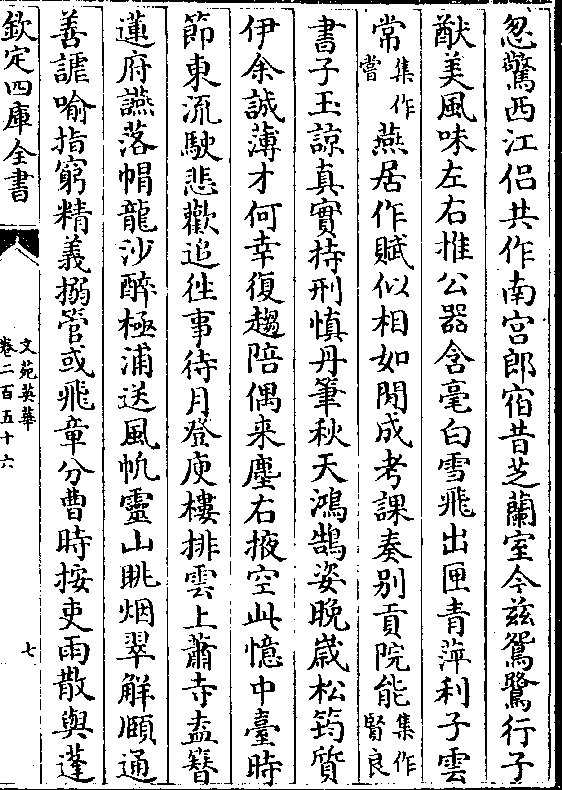 忽驚西江侣共作南宫郎宿昔芝蘭室今兹鴛鷺行子
猷美風味左右推公器含毫白雪飛出匣青萍利子雲
常集作嘗燕居作賦似相如閒成考課奏别貢院能集作賢良
書子玉諒真實持刑慎丹筆秋天鴻鵠姿晚歲松筠質
伊余誠薄才何幸復趨陪偶来塵右掖空此憶中臺時
節東流駛悲歡追往事待月登庾樓排雲上蕭寺盍簪
蓮府讌落帽龍沙醉極浦送風帆靈山眺烟翠解頤通
善謔喻指窮精義搦管或飛章分曹時按吏雨散與蓬
欽定四庫全書
文苑英華
卷二百五十六
七